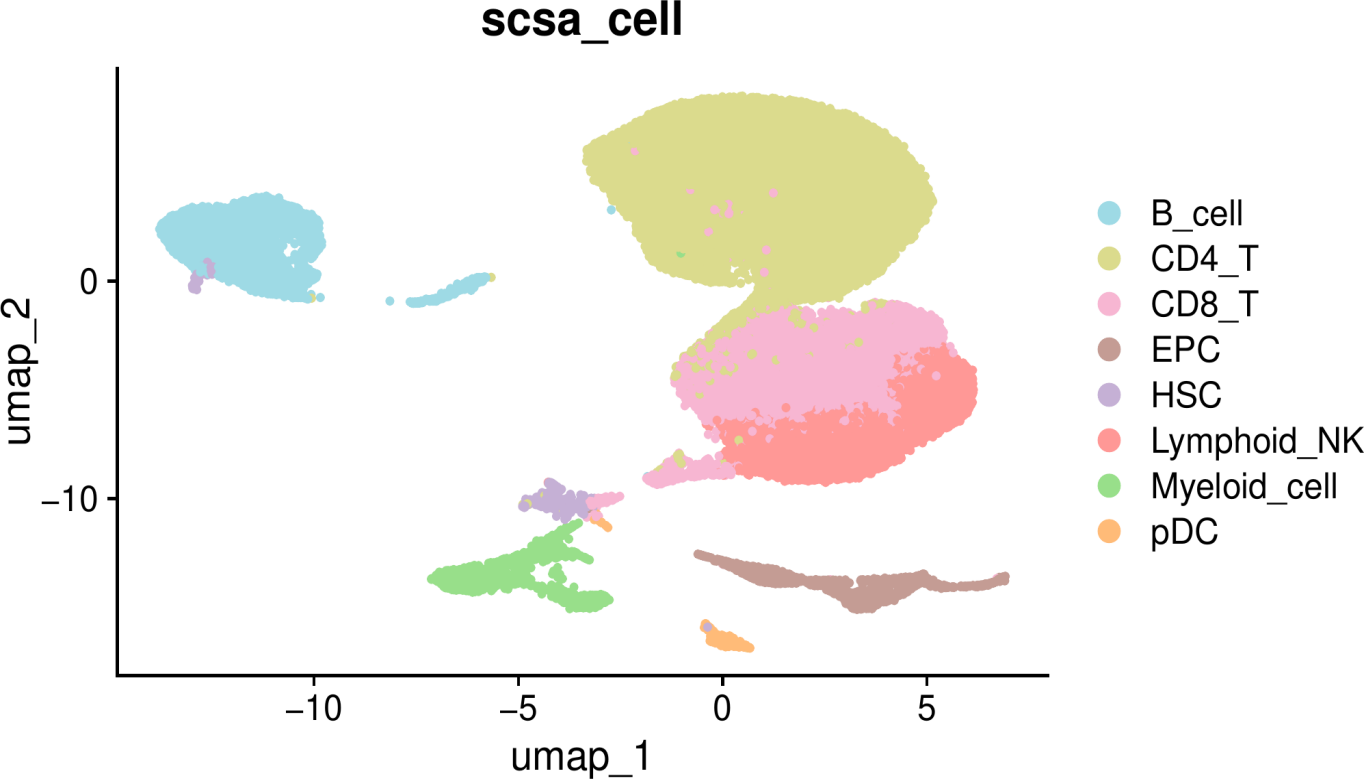 scsa_cell
umap_2
0
−10
−10
−5
0
5
umap_1
B_cell
CD4_T
CD8_T
EPC
HSC
Lymphoid_NK
Myeloid_cell
pDC